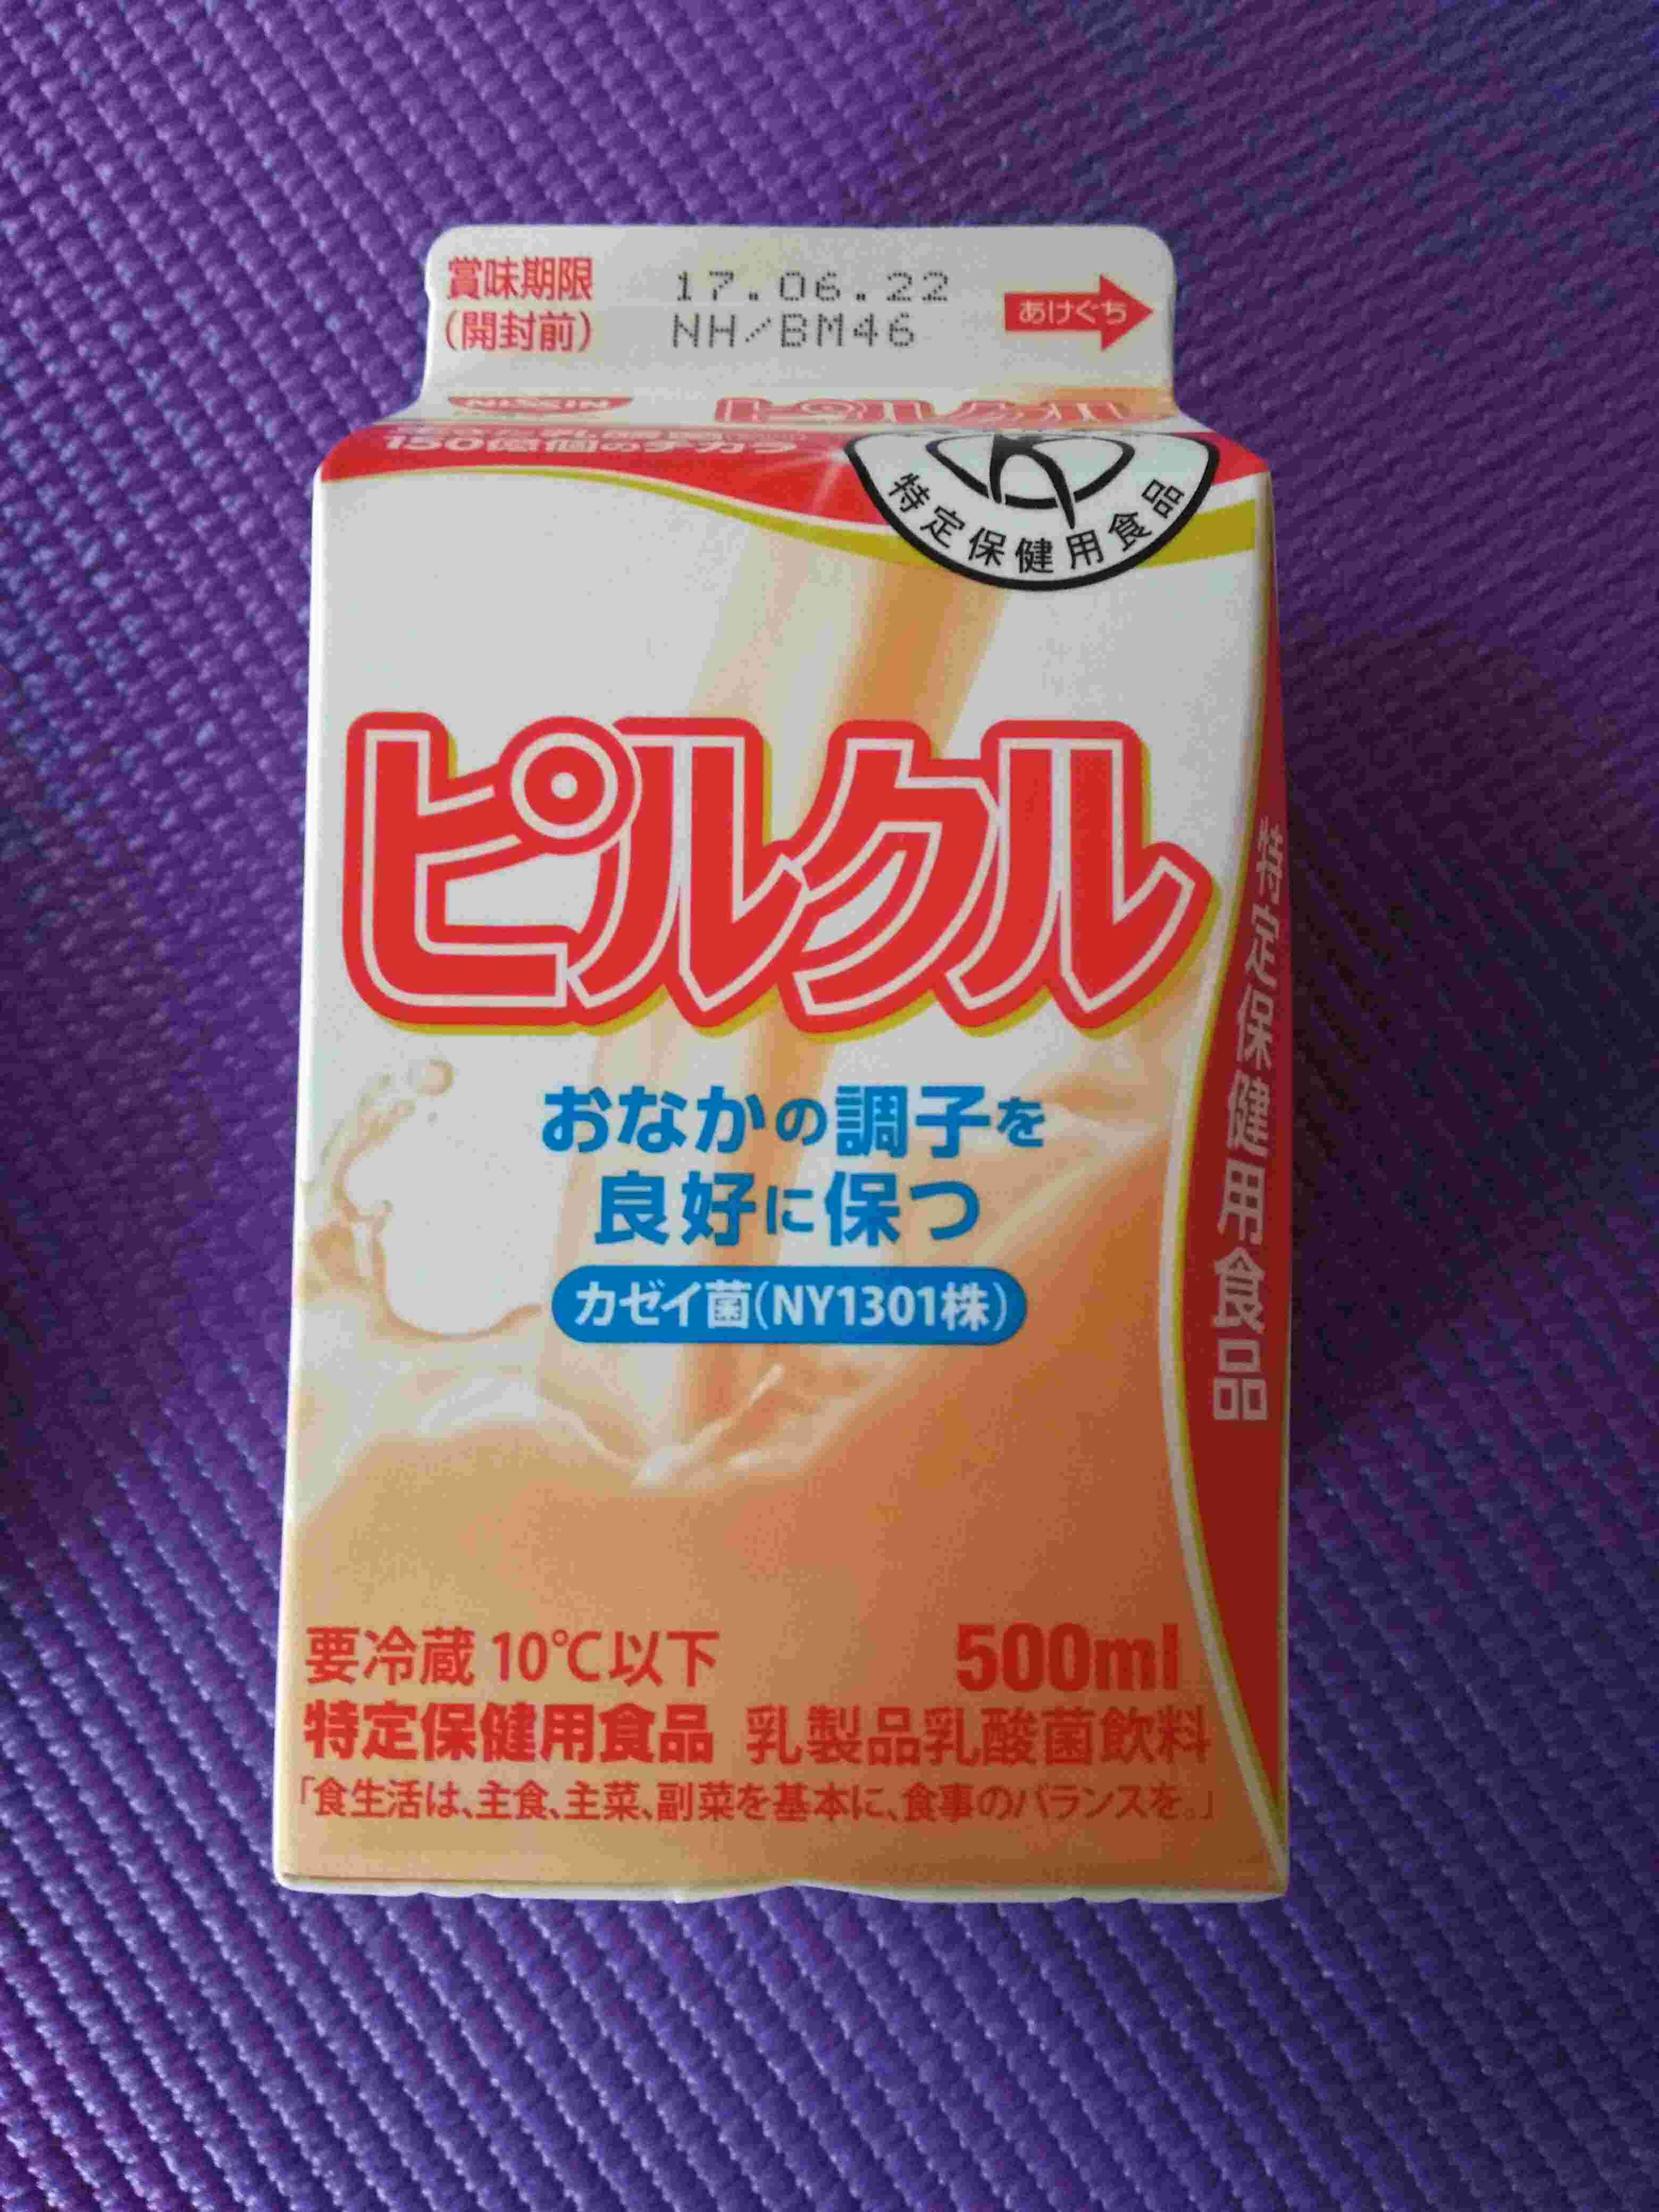 賞味期限 17.06.22
(開封前) NH/BM46
あけぐち
NISSIN
ピルクル
150億個のチカラ
特定保健用食品
ピルクル
おなかの調子を
良好に保つ
カゼイ菌(NY1301株)
特定保健用食品
要冷蔵 10℃以下 500ml
特定保健用食品 乳製品乳酸菌飲料
「食生活は、主食、主菜、副菜を基本に、食事のバランスを。」